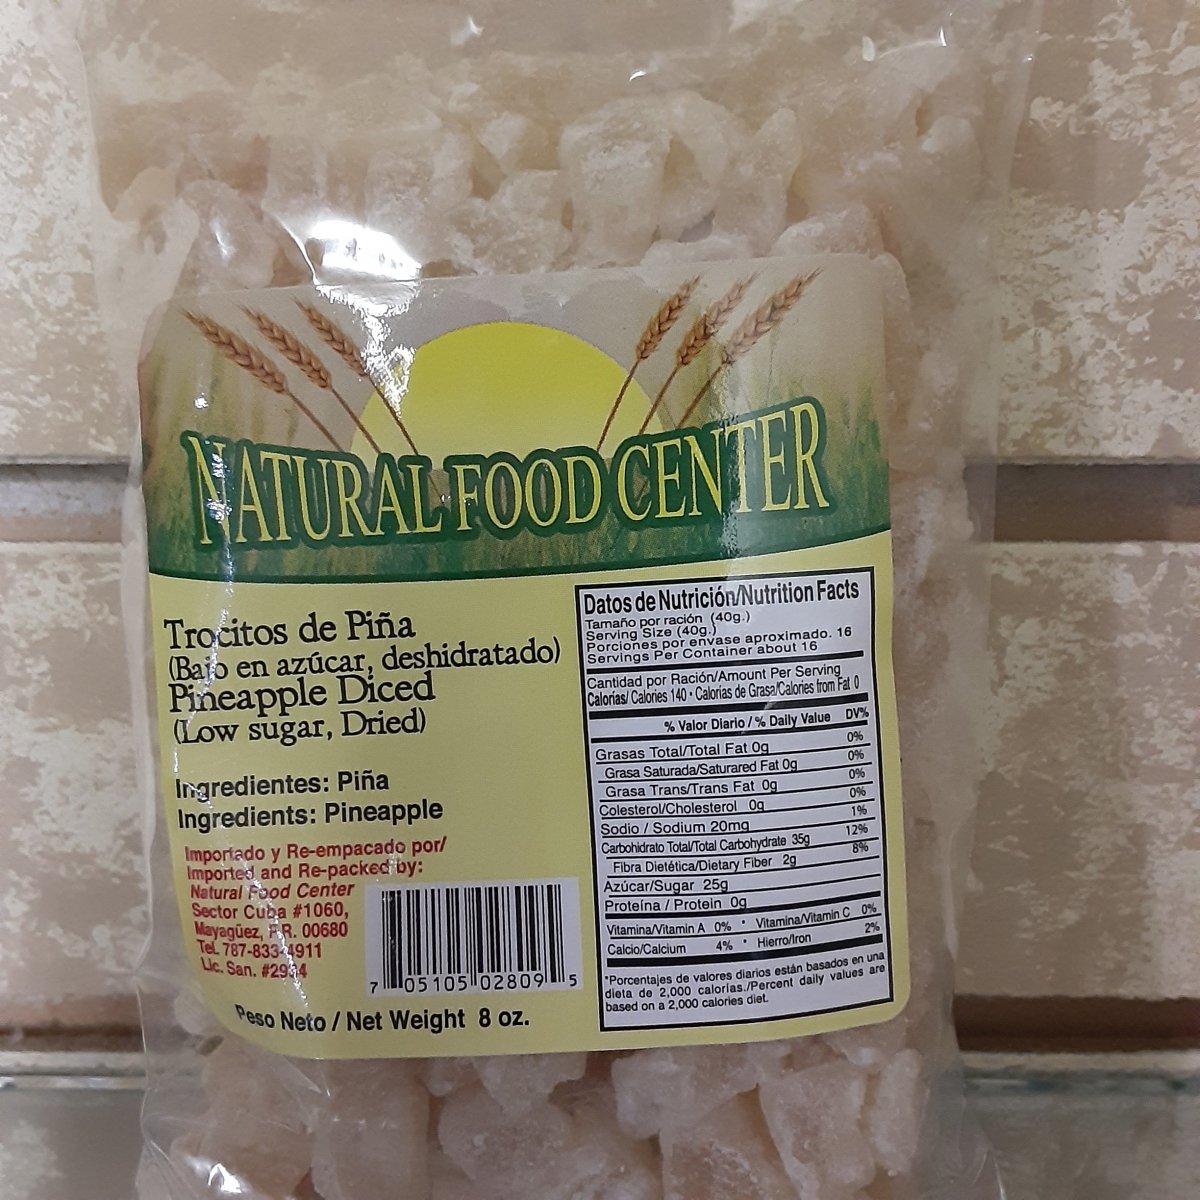 NATURAL FOOD CENTER
Trocitos de Piña
(Bajo en azúcar, deshidratado)
Pineapple Diced
(Low sugar, Dried)
Ingredientes: Piña
Ingredients: Pineapple
Importado y Re-empacado por/
Imported and Re-packed by:
Natural Food Center
Sector Cuba #1060,
Mayagüez, P.R. 00680
Tel. 787-833-4911
Lic. San. #2934
7 05105 02809 5
Peso Neto / Net Weight 8 oz.
Datos de Nutrición/Nutrition Facts
Tamaño por ración (40g.)
Serving Size (40g.)
Porciones por envase aproximado. 16
Servings Per Container about 16
Cantidad por Ración/Amount Per Serving
Calorías/ Calories 140 · Calorías de Grasa/Calories from Fat 0
% Valor Diario / % Daily Value DV%
Grasas Total/Total Fat 0g 0%
Grasa Saturada/Saturared Fat 0g 0%
Grasa Trans/Trans Fat 0g 0%
Colesterol/Cholesterol 0g 0%
Sodio / Sodium 20mg 1%
Carbohidrato Total/Total Carbohydrate 35g 12%
Fibra Dietética/Dietary Fiber 2g 8%
Azúcar/Sugar 25g
Proteína / Protein 0g
Vitamina/Vitamin A 0% · Vitamina/Vitamin C 0%
Calcio/Calcium 4% · Hierro/Iron 2%
*Porcentajes de valores diarios están basados en una
dieta de 2,000 calorías./Percent daily values are
based on a 2,000 calories diet.